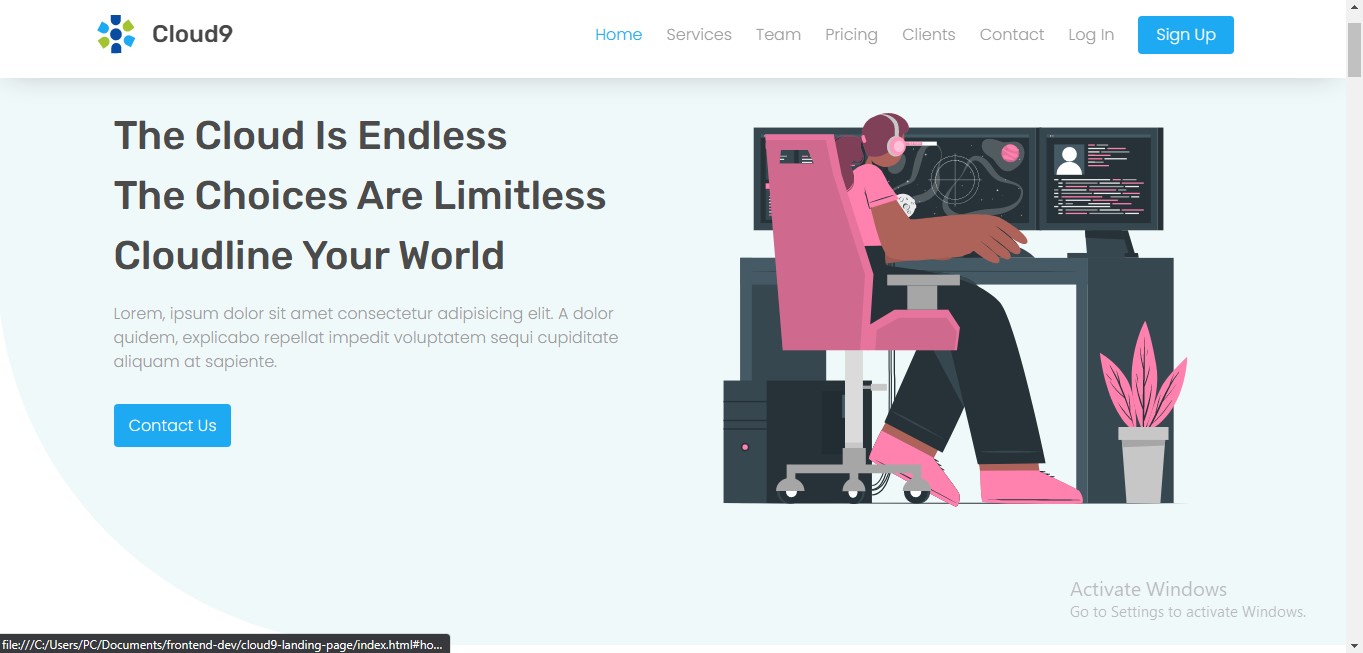 Cloud9
Home Services Team Pricing Clients Contact Log In Sign Up
The Cloud Is Endless
The Choices Are Limitless
Cloudline Your World
Lorem, ipsum dolor sit amet consectetur adipisicing elit. A dolor
quidem, explicabo repellat impedit voluptatem sequi cupiditate
aliquam at sapiente.
Contact Us
Activate Windows
Go to Settings to activate Windows.
file:///C:/Users/PC/Documents/frontend-dev/cloud9-landing-page/index.html#ho...